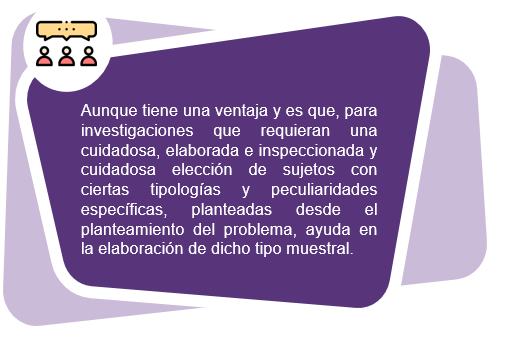 Aunque tiene una ventaja y es que, para
investigaciones que requieran una
cuidadosa, elaborada e inspeccionada y
cuidadosa elección de sujetos con
ciertas tipologías y peculiaridades
específicas, planteadas desde el
planteamiento del problema, ayuda en
la elaboración de dicho tipo muestral.